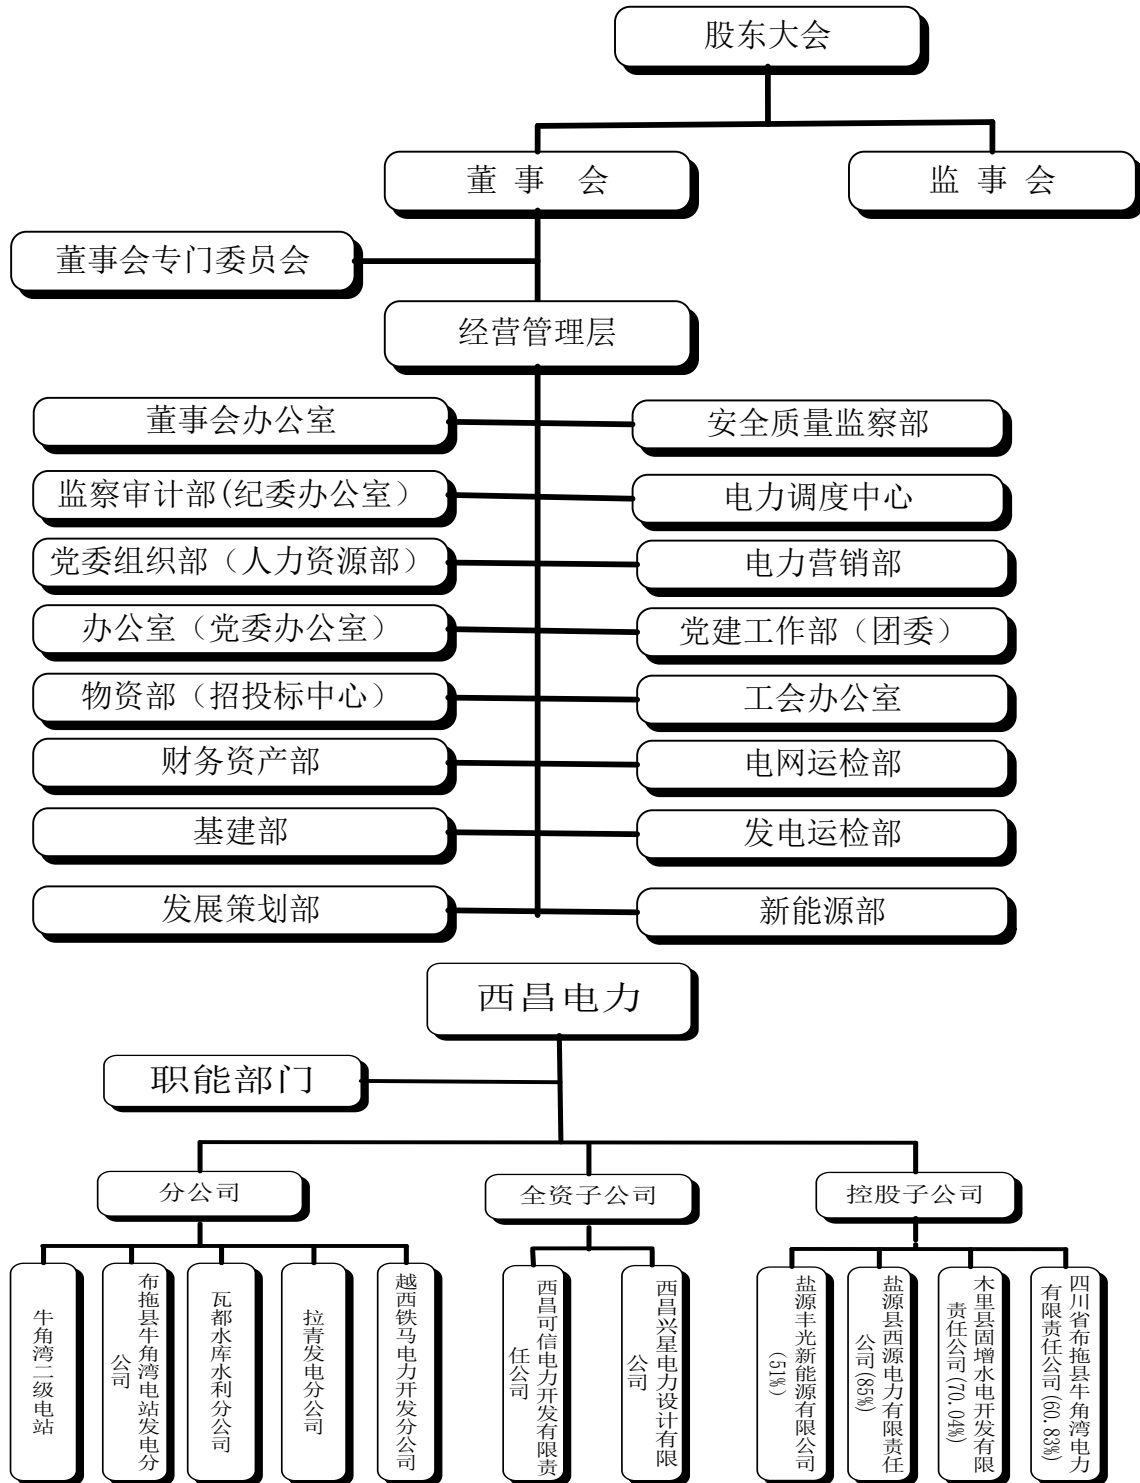 股东大会
董 事 会
监 事 会
董事会专门委员会
经营管理层
董事会办公室
安全质量监察部
监察审计部(纪委办公室）
电力调度中心
党委组织部（人力资源部）
电力营销部
办公室（党委办公室）
党建工作部（团委）
物资部（招投标中心）
工会办公室
财务资产部
电网运检部
基建部
发电运检部
发展策划部
新能源部
西昌电力
职能部门
分公司
全资子公司
控股子公司
牛角湾二级电站
布拖县牛角湾电站发电分
公司
瓦都水库水利分公司
拉青发电分公司
越西铁马电力开发分公司
西昌可信电力开发有限责
任公司
西昌兴星电力设计有限
公司
盐源丰光新能源有限公司
(51%)
盐源县西源电力有限责任
公司(85%)
木里县固增水电开发有限
责任公司(70.04%)
四川省布拖县牛角湾电力
有限责任公司(60.83%)